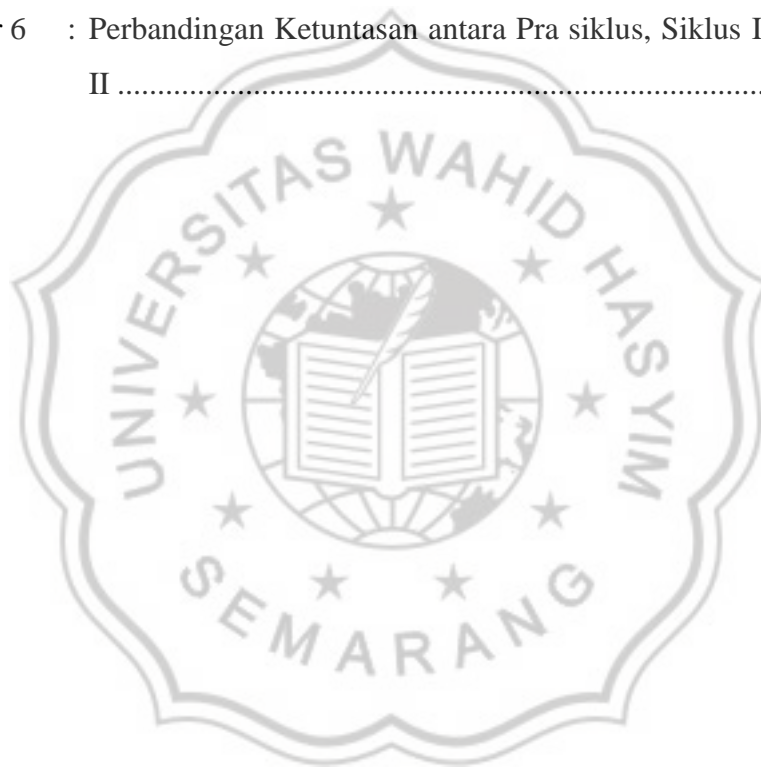 6 : Perbandingan Ketuntasan antara Pra siklus, Siklus I
II ................................................................................
UNIVERSITAS WAHID HASYIM
SEMARANG